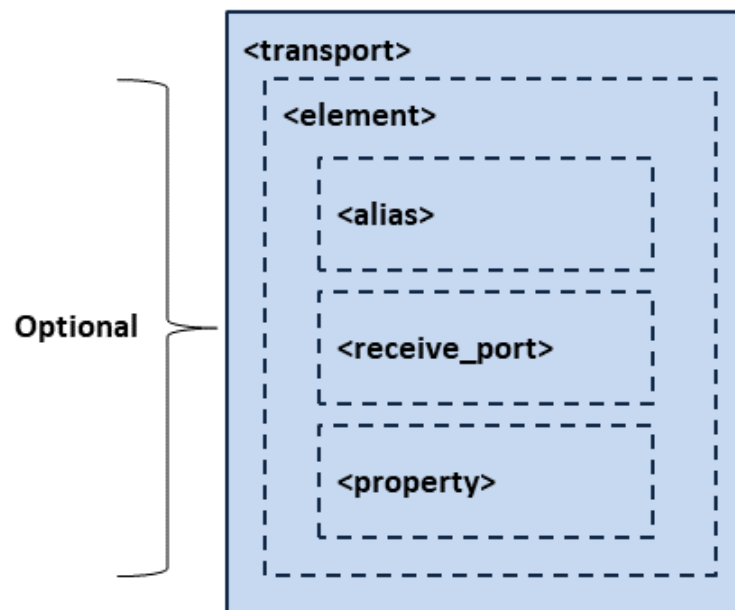 <transport>
<element>
<alias>
Optional
<receive_port>
<property>